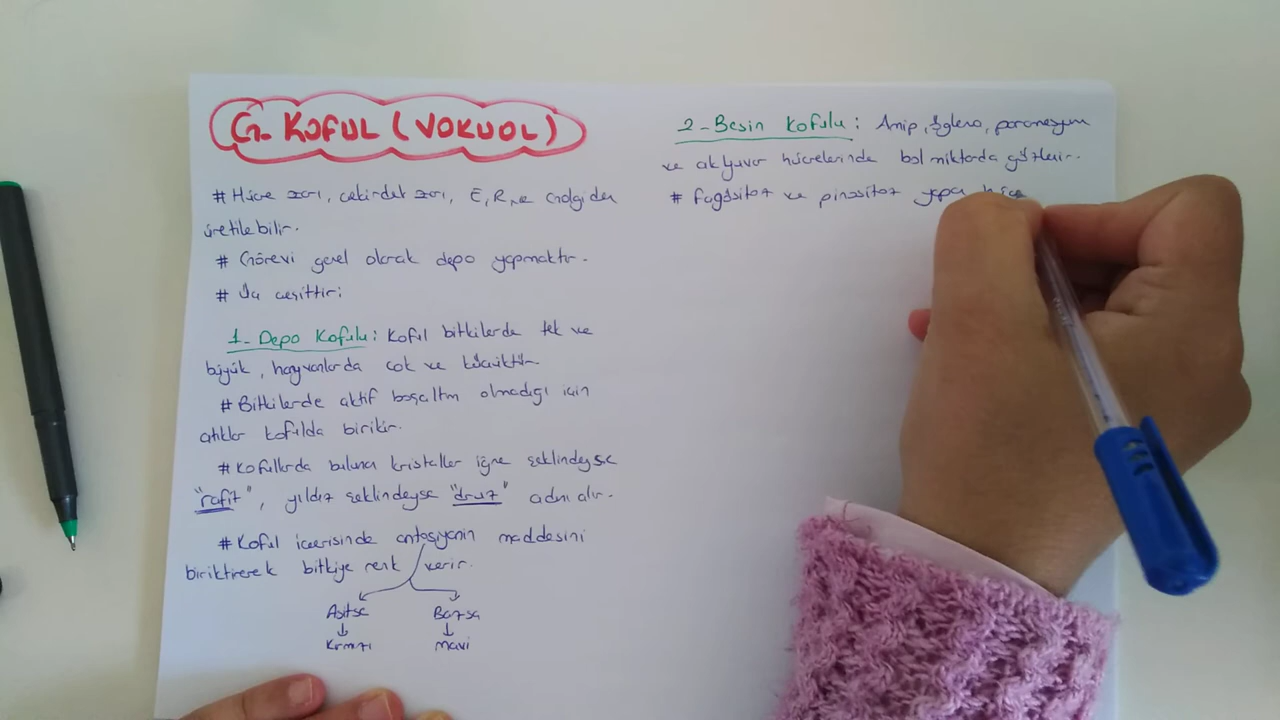 G. KOFUL (VOKUOL)
# Hücre zarı, çekirdek zarı, E,R, ve Golgiden
üretilebilir.
# Görevi genel olarak depo yapmaktır.
# Üç çeşittir;
1- Depo Kofulu: Koful bitkilerde tek ve
büyük, hayvanlarda çok ve küçüktür.
# Bitkilerde aktif boşaltım olmadığı için
atıklar kofulda birikir.
# Kofullarda bulunan kristaller iğne şeklindeyse
"rafit", yıldız şeklindeyse "druz" adını alır.
# Koful içerisinde antosiyanin maddesini
biriktirerek bitkiye renk verir.
Asitse Bazsa
↓ ↓
Kırmızı mavi
2- Besin Kofulu: Amip, öglena, paramesyum
ve akyuvar hücrelerinde bol miktarda gözlenir.
# Fagositoz ve pinositoz yapan hüce